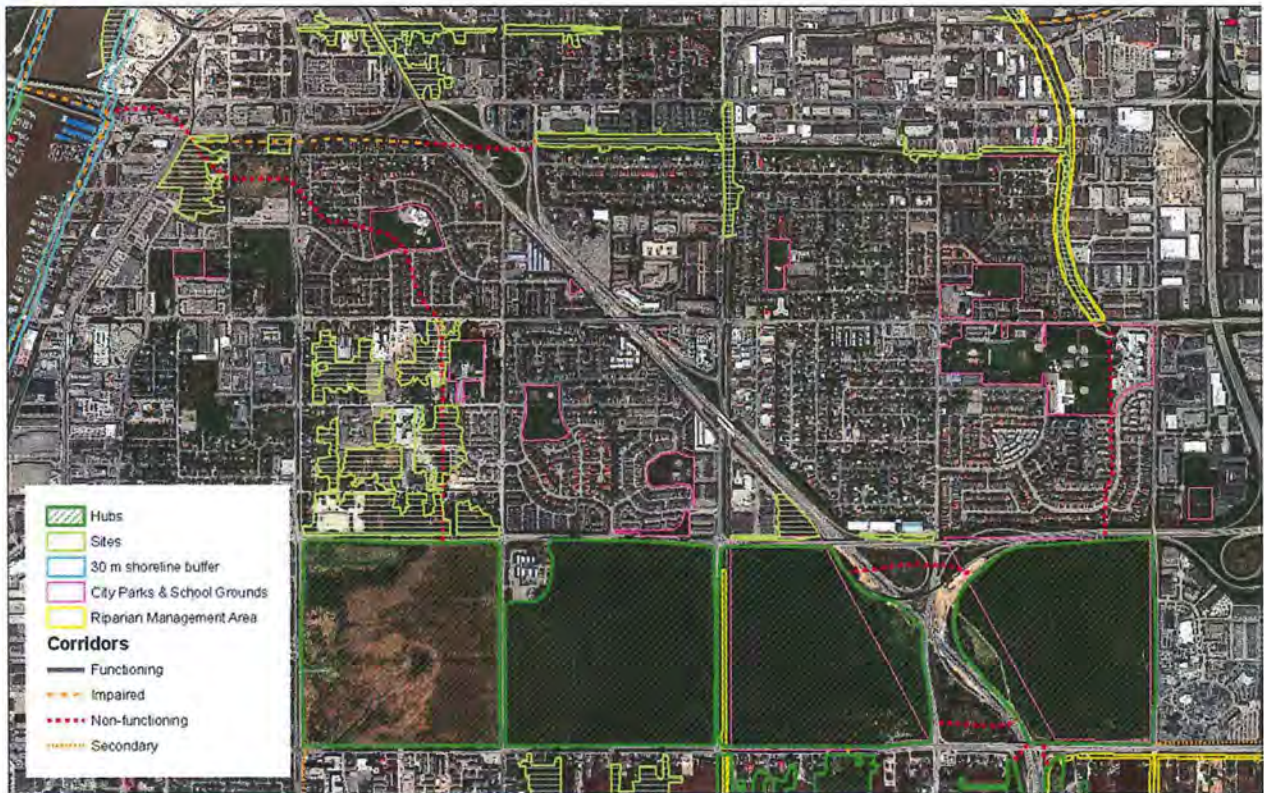 Hubs
Sites
30 m shoreline buffer
City Parks & School Grounds
Riparian Management Area
Corridors
Functioning
Impaired
Non-functioning
Secondary